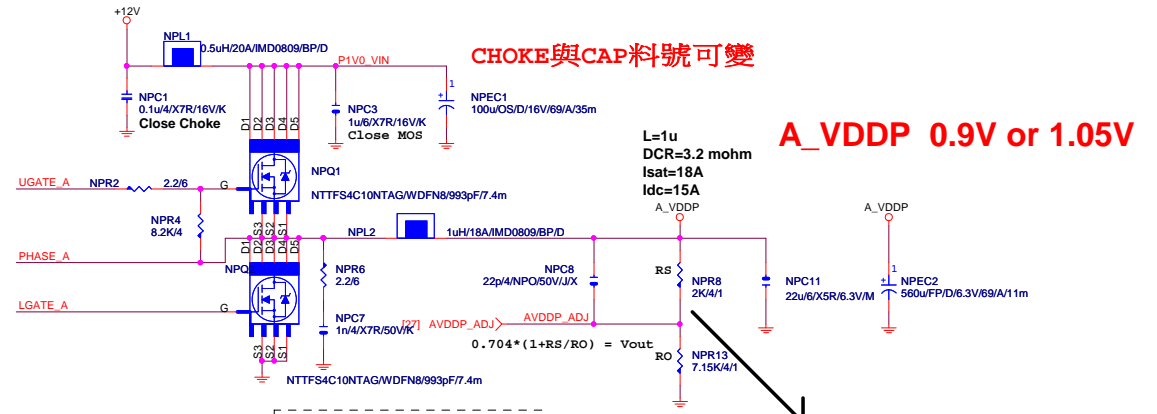 +12V
NPL1
0.5uH/20A/IMD0809/BP/D
P1V0_VIN
CHOKE與CAP料號可變
NPC1
0.1u/4/X7R/16V/K
Close Choke
NPC3
1u/6/X7R/16V/K
Close MOS
1
+
NPEC1
100u/OS/D/16V/69/A/35m
D1
D2
D3
D4
D5
L=1u
DCR=3.2 mohm
Isat=18A
Idc=15A
A_VDDP 0.9V or 1.05V
NPQ1
NTTFS4C10NTAG/WDFN8/993pF/7.4m
UGATE_A
NPR2
2.2/6
G
NPR4
8.2K/4
S3
S2
S1
A_VDDP
A_VDDP
NPL2
1uH/18A/IMD0809/BP/D
D1
D2
D3
D4
D5
PHASE_A
NPQ
NPR6
2.2/6
NPC8
22p/4/NPO/50V/J/X
RS
NPR8
2K/4/1
NPC11
22u/6/X5R/6.3V/M
1
+
NPEC2
560u/FP/D/6.3V/69/A/11m
LGATE_A
G
NPC7
1n/4/X7R/50V/K
[27]
AVDDP_ADJ
AVDDP_ADJ
0.704*(1+RS/RO) = Vout
RO
NPR13
7.15K/4/1
S3
S2
S1
NTTFS4C10NTAG/WDFN8/993pF/7.4m